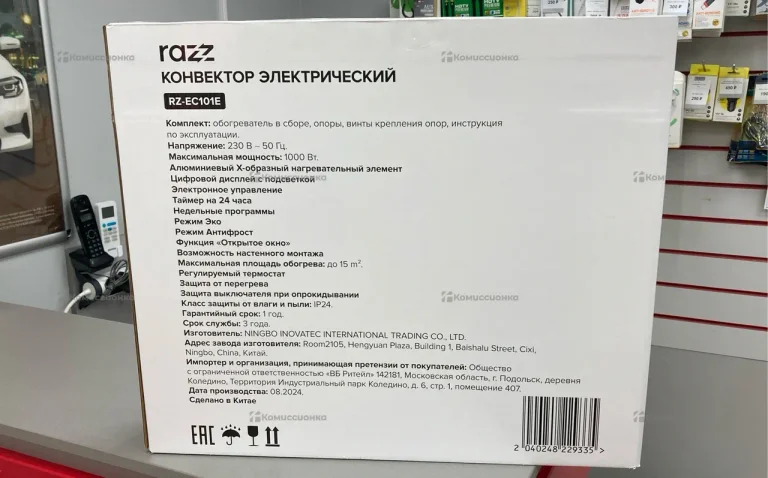 razz
КОНВЕКТОР ЭЛЕКТРИЧЕСКИЙ
RZ-EC101E
Комплект: обогреватель в сборе, опоры, винты крепления опор, инструкция
по эксплуатации.
Напряжение: 230 В ~ 50 Гц.
Максимальная мощность: 1000 Вт.
Алюминиевый X-образный нагревательный элемент
Цифровой дисплей с подсветкой
Электронное управление
Таймер на 24 часа
Недельные программы
Режим Эко
Режим Антифрост
Функция «Открытое окно»
Возможность настенного монтажа
Максимальная площадь обогрева: до 15 m².
Регулируемый термостат
Защита от перегрева
Защита выключателя при опрокидывании
Класс защиты от влаги и пыли: IP24.
Гарантийный срок: 1 год.
Срок службы: 3 года.
Изготовитель: NINGBO INOVATEC INTERNATIONAL TRADING CO., LTD.
Адрес завода изготовителя: Room2105, Hengyuan Plaza, Building 1, Baishalu Street, Cixi,
Ningbo, China, Китай.
Импортер и организация, принимающая претензии от покупателей: Общество
с ограниченной ответственностью «ВБ Ритейл» 142181, Московская область, г. Подольск, деревня
Коледино, Территория Индустриальный парк Коледино, д. 6, стр. 1, помещение 407.
Дата производства: 08.2024.
Сделано в Китае
EAC
2 040248 229335 >
Комиссионка
Комиссионка
Комиссионка
Комиссионка
Комиссионка
Комиссионка
Комиссионка